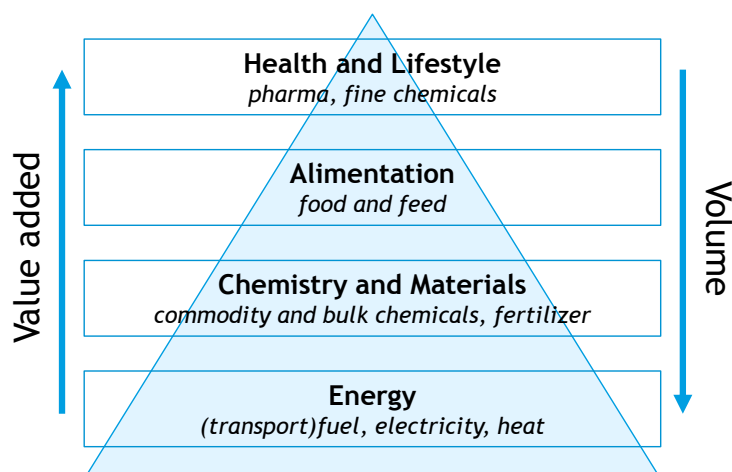 Health and Lifestyle
pharma, fine chemicals
Alimentation
food and feed
Chemistry and Materials
commodity and bulk chemicals, fertilizer
Energy
(transport)fuel, electricity, heat
Value added
Volume